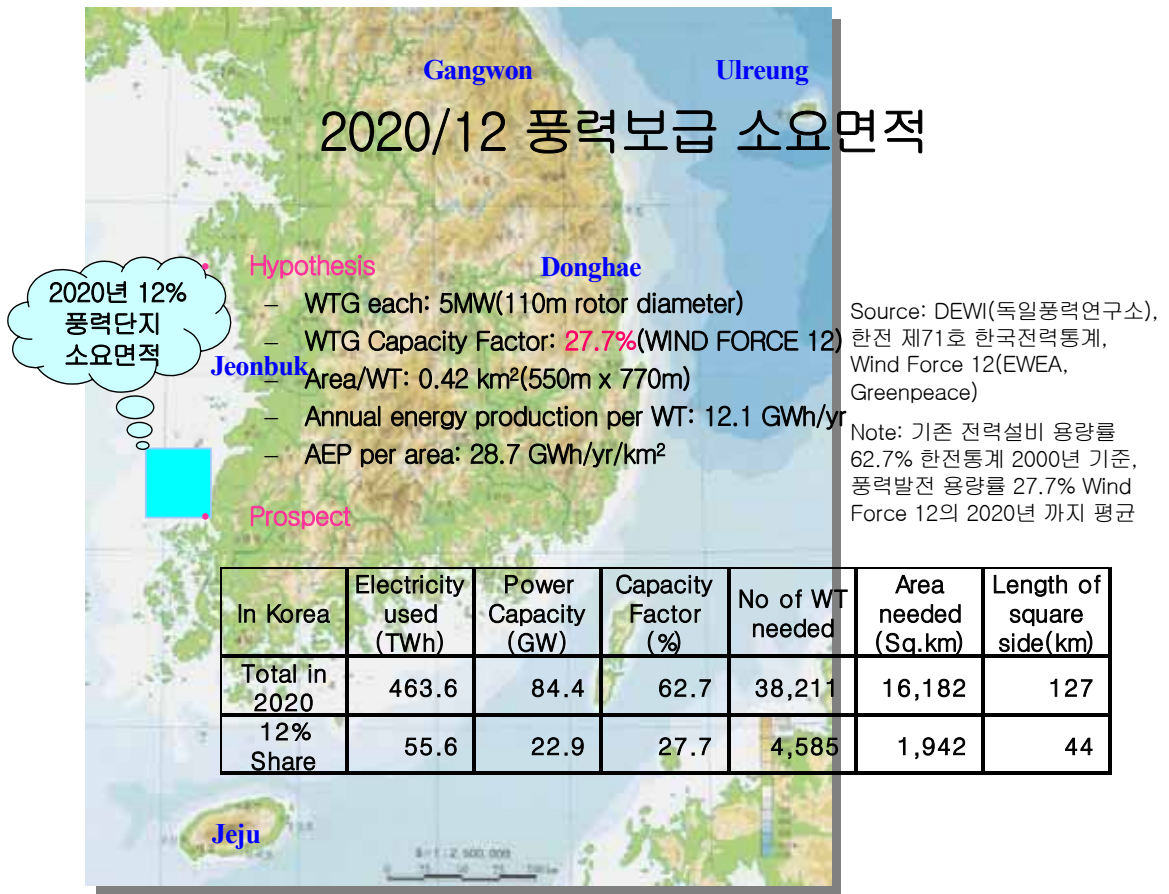 Gangwon
Ulreung
2020/12 풍력보급 소요면적
2020년 12%
풍력단지
소요면적
Hypothesis
Donghae
– WTG each: 5MW(110m rotor diameter)
– WTG Capacity Factor: 27.7%(WIND FORCE 12)
Jeonbuk
– Area/WT: 0.42 km²(550m x 770m)
– Annual energy production per WT: 12.1 GWh/yr
– AEP per area: 28.7 GWh/yr/km²
Prospect
Source: DEWI(독일풍력연구소),
한전 제71호 한국전력통계,
Wind Force 12(EWEA,
Greenpeace)
Note: 기존 전력설비 용량률
62.7% 한전통계 2000년 기준,
풍력발전 용량률 27.7% Wind
Force 12의 2020년 까지 평균
In Korea
Electricity
used
(TWh)
Power
Capacity
(GW)
Capacity
Factor
(%)
No of WT
needed
Area
needed
(Sq.km)
Length of
square
side(km)
Total in
2020
463.6
84.4
62.7
38,211
16,182
127
12%
Share
55.6
22.9
27.7
4,585
1,942
44
Jeju